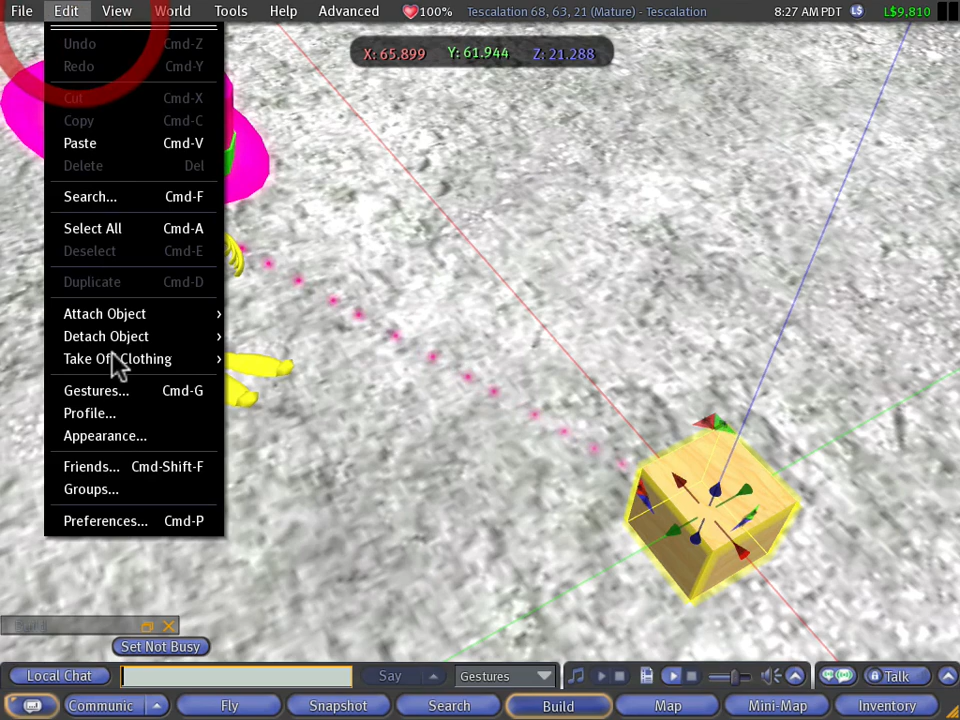 File Edit View World Tools Help Advanced 100% Tescalation 68, 63, 21 (Mature) - Tescalation 8:27 AM PDT L$ L$9,810
X: 65.899 Y: 61.944 Z: 21.288
Undo Cmd-Z
Redo Cmd-Y
Cut Cmd-X
Copy Cmd-C
Paste Cmd-V
Delete Del
Search... Cmd-F
Select All Cmd-A
Deselect Cmd-E
Duplicate Cmd-D
Attach Object
Detach Object
Take Off Clothing
Gestures... Cmd-G
Profile...
Appearance...
Friends... Cmd-Shift-F
Groups...
Preferences... Cmd-P
Set Not Busy
Local Chat Say Gestures Talk
Communic Fly Snapshot Search Build Map Mini-Map Inventory